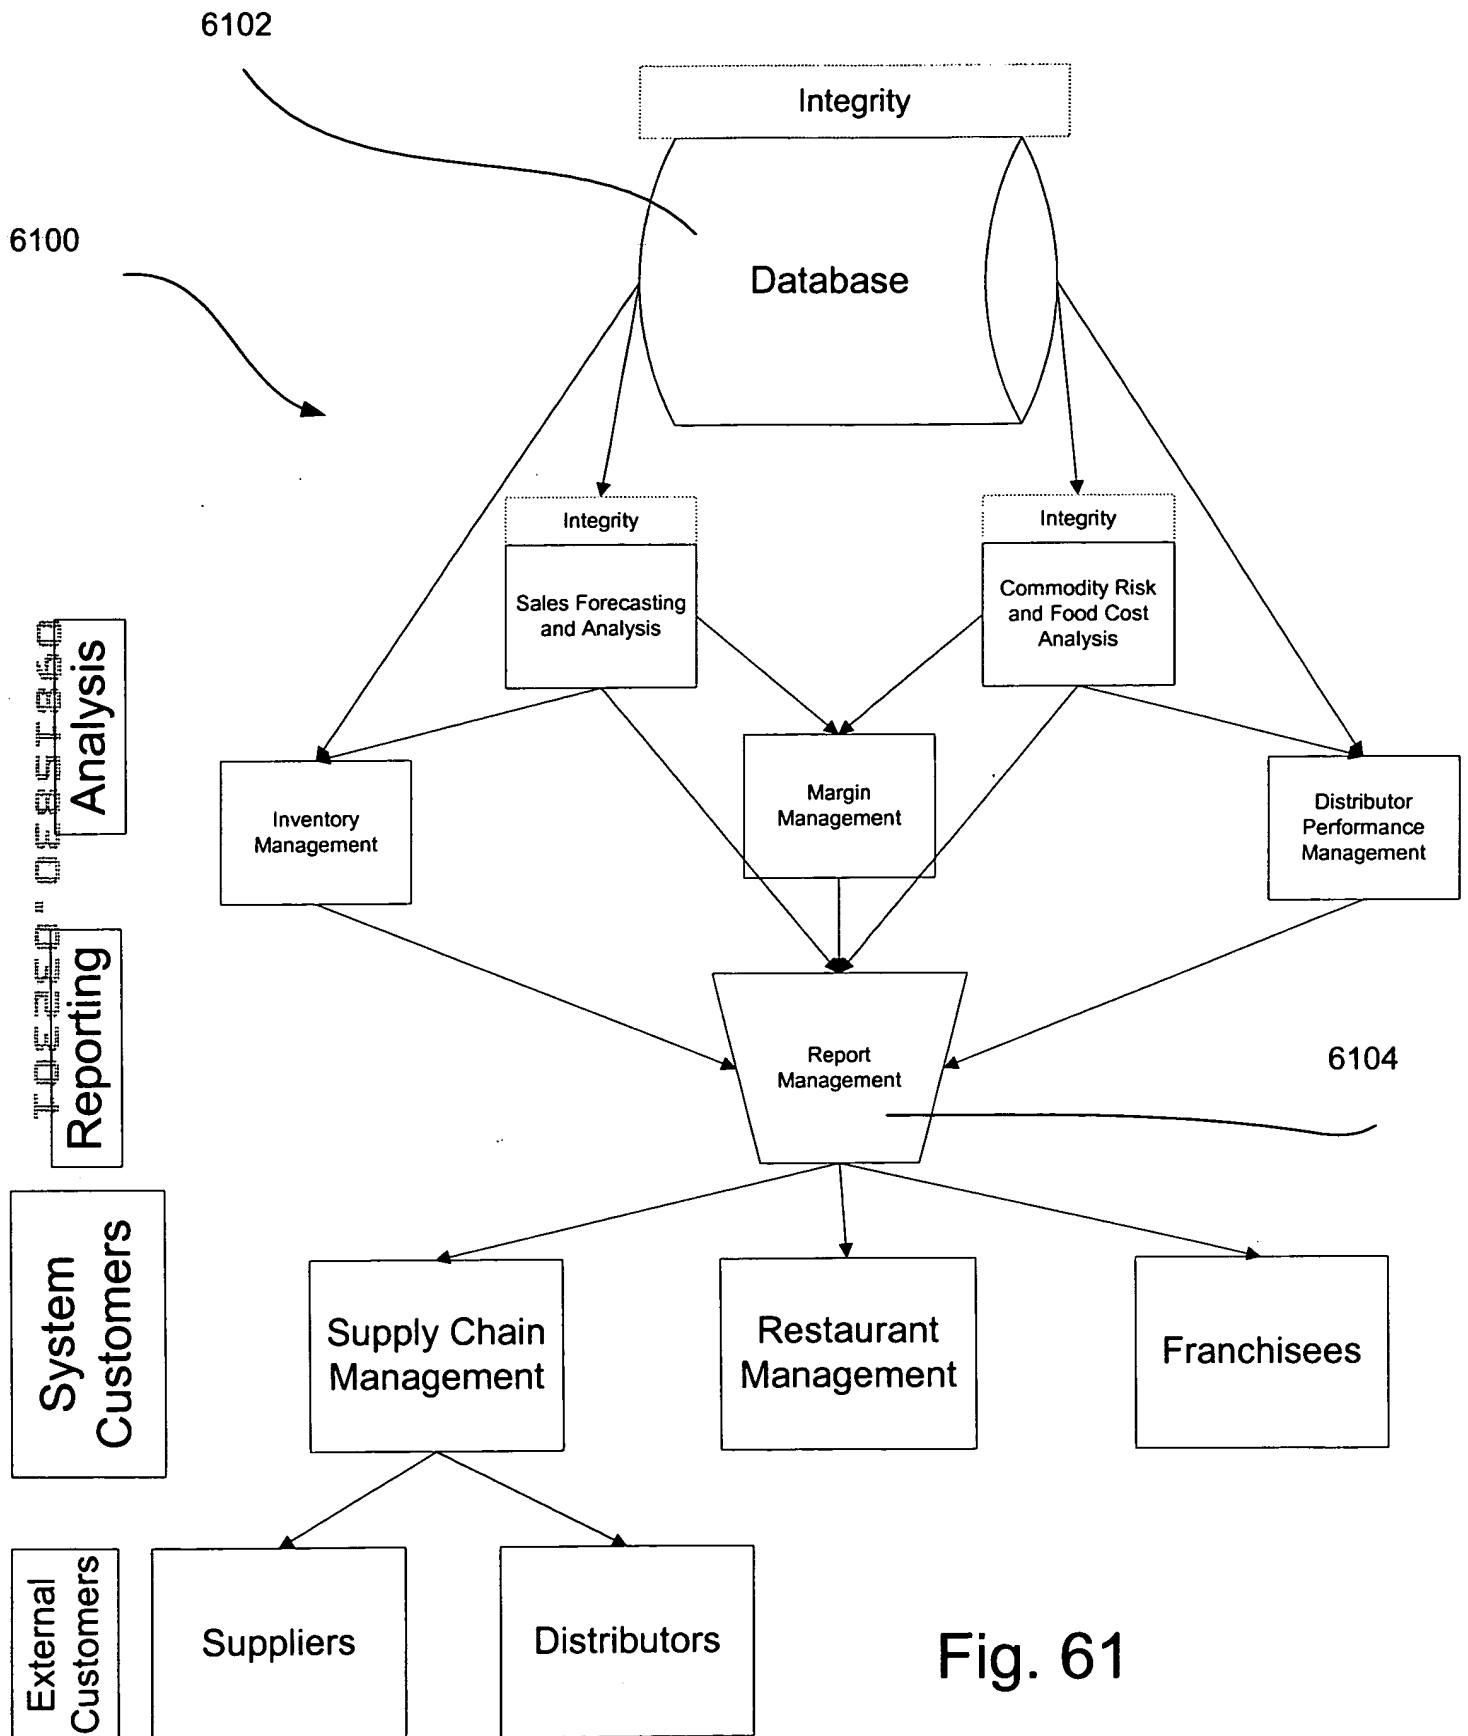 6102
Integrity
6100
Database
Integrity
Integrity
Sales Forecasting
and Analysis
Commodity Risk
and Food Cost
Analysis
Analysis
Inventory
Management
Margin
Management
Distributor
Performance
Management
Reporting
Report
Management
6104
System
Customers
Supply Chain
Management
Restaurant
Management
Franchisees
External
Customers
Suppliers
Distributors
Fig. 61